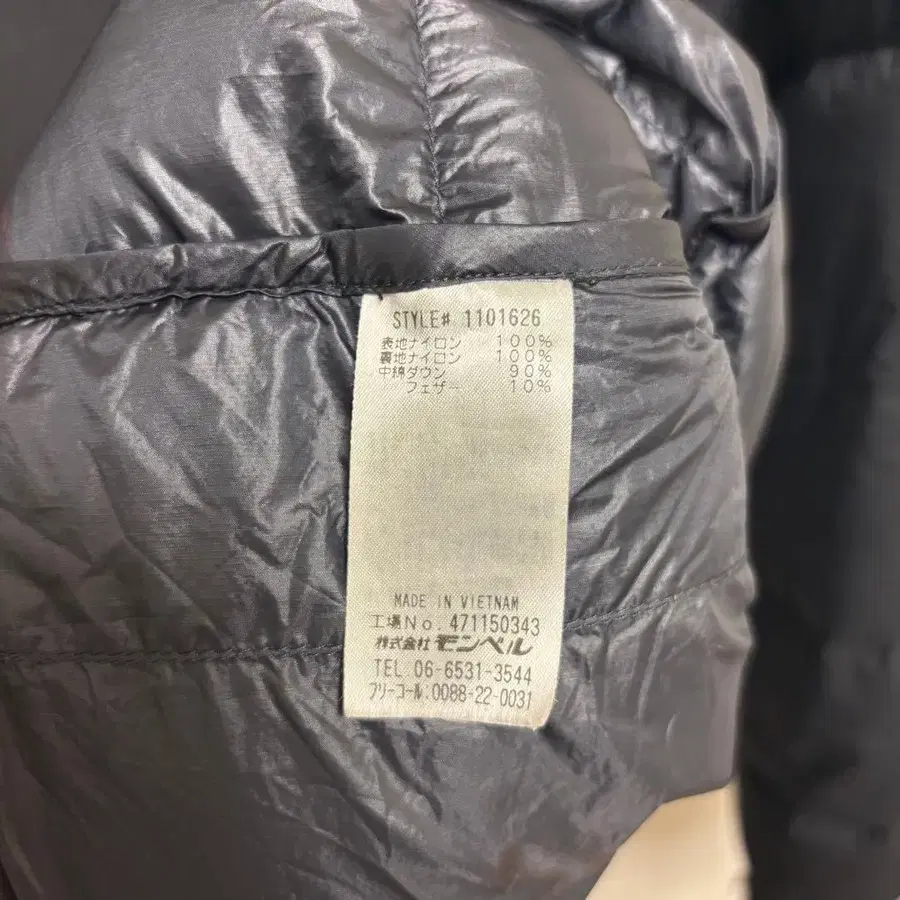 STYLE# 1101626
表地ナイロン 100%
裏地ナイロン 100%
中綿ダウン 90%
フェザー 10%
MADE IN VIETNAM
工場No. 471150343
株式会社 モンベル
TEL. 06-6531-3544
フリーコール:0088-22-0031